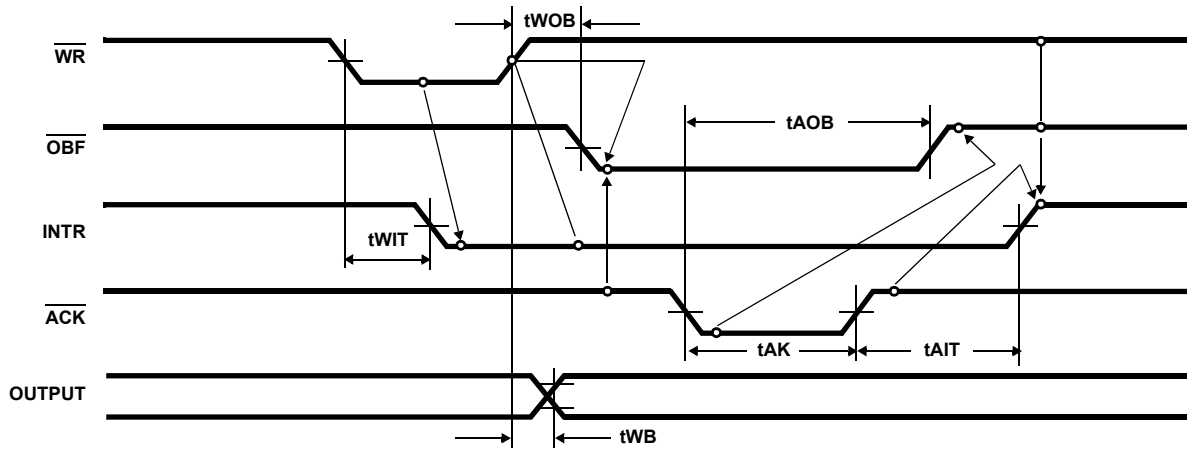 tWOB
WR
tAOB
OBF
INTR
tWIT
ACK
tAK
tAIT
OUTPUT
tWB